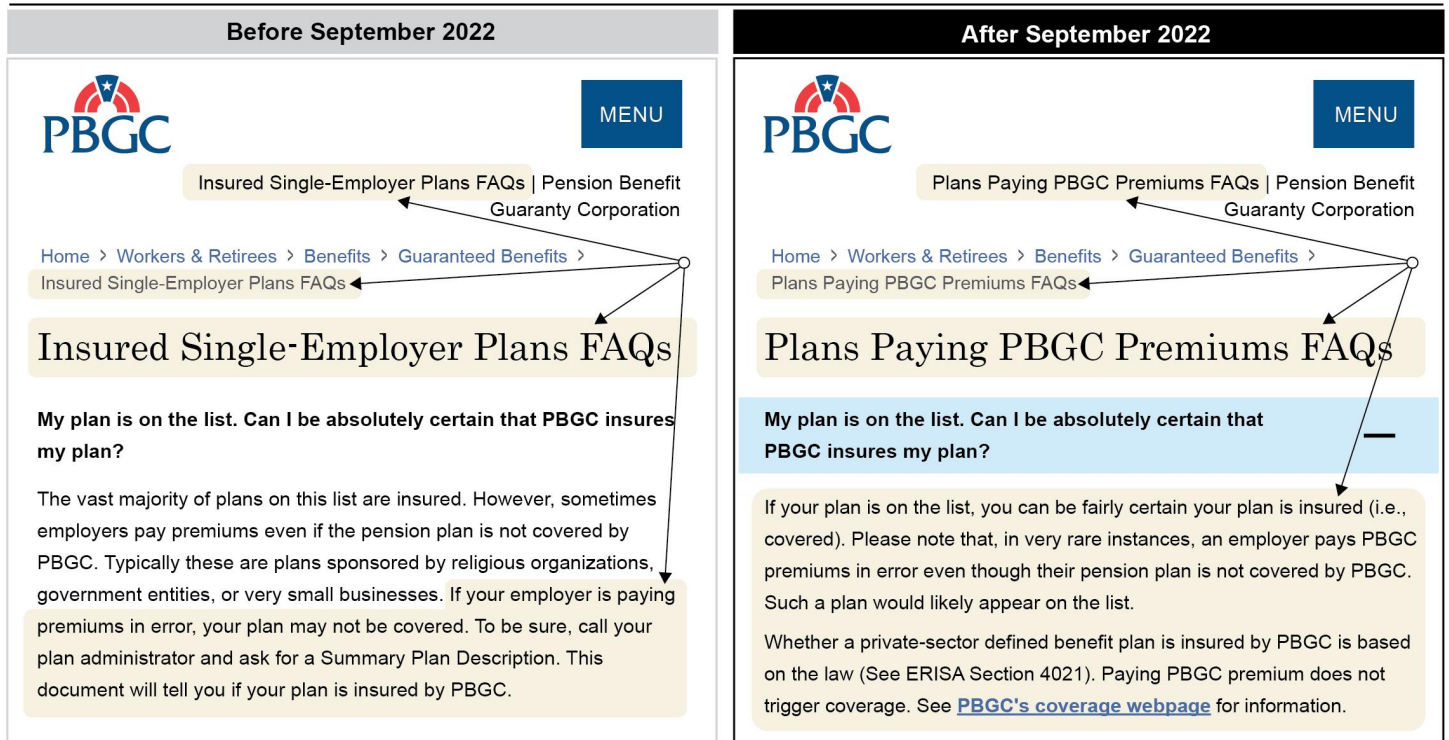 Before September 2022
PBGC
MENU
Insured Single-Employer Plans FAQs | Pension Benefit
Guaranty Corporation
Home > Workers & Retirees > Benefits > Guaranteed Benefits >
Insured Single-Employer Plans FAQs
Insured Single-Employer Plans FAQs
My plan is on the list. Can I be absolutely certain that PBGC insures
my plan?
The vast majority of plans on this list are insured. However, sometimes
employers pay premiums even if the pension plan is not covered by
PBGC. Typically these are plans sponsored by religious organizations,
government entities, or very small businesses. If your employer is paying
premiums in error, your plan may not be covered. To be sure, call your
plan administrator and ask for a Summary Plan Description. This
document will tell you if your plan is insured by PBGC.
After September 2022
PBGC
MENU
Plans Paying PBGC Premiums FAQs | Pension Benefit
Guaranty Corporation
Home > Workers & Retirees > Benefits > Guaranteed Benefits >
Plans Paying PBGC Premiums FAQs
Plans Paying PBGC Premiums FAQs
My plan is on the list. Can I be absolutely certain that
PBGC insures my plan?
If your plan is on the list, you can be fairly certain your plan is insured (i.e.,
covered). Please note that, in very rare instances, an employer pays PBGC
premiums in error even though their pension plan is not covered by PBGC.
Such a plan would likely appear on the list.
Whether a private-sector defined benefit plan is insured by PBGC is based
on the law (See ERISA Section 4021). Paying PBGC premium does not
trigger coverage. See PBGC's coverage webpage for information.